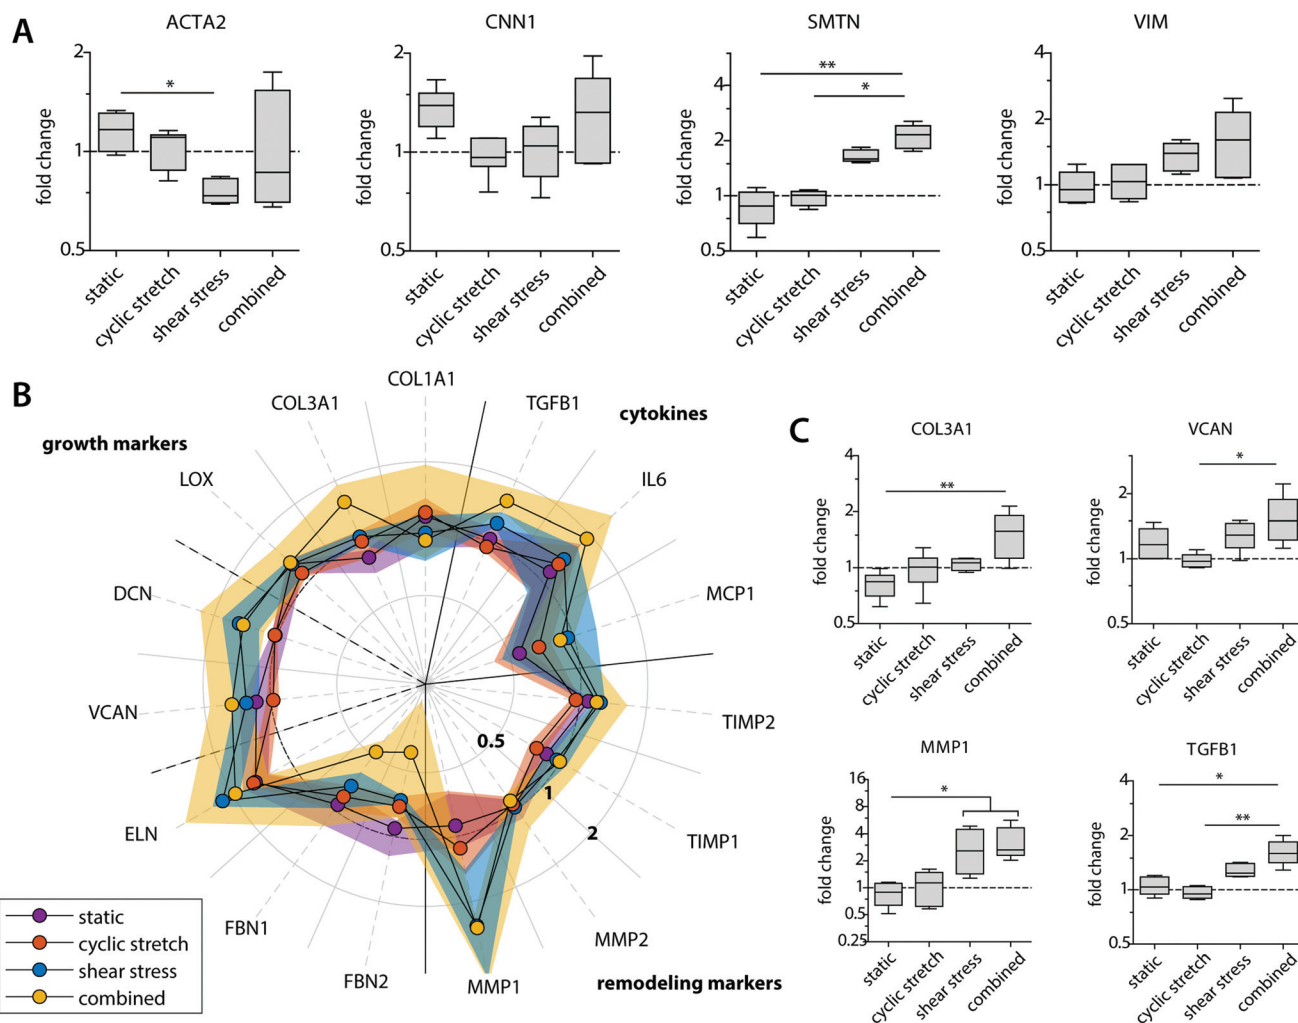 A
ACTA2
CNN1
SMTN
VIM
fold change
2
1
0.5
*
static
cyclic stretch
shear stress
combined
fold change
2
1
0.5
static
cyclic stretch
shear stress
combined
fold change
4
2
1
0.5
**
*
static
cyclic stretch
shear stress
combined
fold change
4
2
1
0.5
static
cyclic stretch
shear stress
combined
B
growth markers
cytokines
remodeling markers
COL1A1
TGFB1
IL6
MCP1
TIMP2
TIMP1
MMP2
MMP1
FBN2
FBN1
ELN
VCAN
DCN
LOX
COL3A1
0.5
1
2
static
cyclic stretch
shear stress
combined
C
COL3A1
fold change
4
2
1
0.5
**
static
cyclic stretch
shear stress
combined
VCAN
fold change
2
1
0.5
*
static
cyclic stretch
shear stress
combined
MMP1
fold change
16
8
4
2
1
0.5
0.25
*
static
cyclic stretch
shear stress
combined
TGFB1
fold change
4
2
1
0.5
*
**
static
cyclic stretch
shear stress
combined